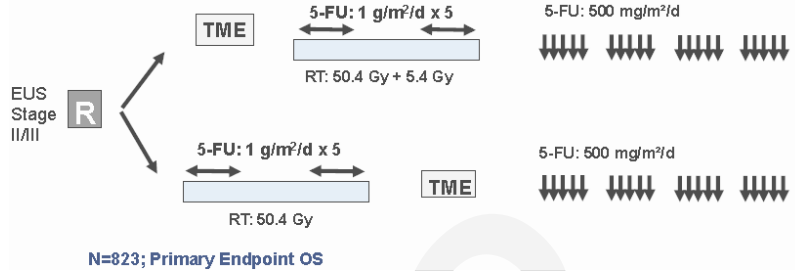 5-FU: 1 g/m²/d x 5
5-FU: 500 mg/m²/d
TME
RT: 50.4 Gy + 5.4 Gy
EUS
Stage
II/III
R
5-FU: 1 g/m²/d x 5
5-FU: 500 mg/m²/d
TME
RT: 50.4 Gy
N=823; Primary Endpoint OS